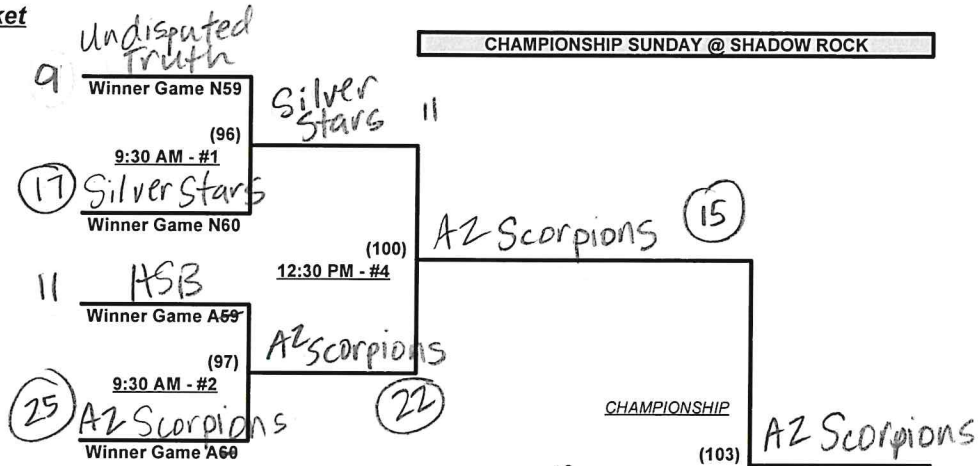 ket
CHAMPIONSHIP SUNDAY @ SHADOW ROCK
Undisputed
Truth
9
Winner Game N59
(96)
9:30 AM - #1
17 Silver Stars
Winner Game N60
Silver
Stars 11
(100)
12:30 PM - #4
11 HSB
Winner Game A59
(97)
9:30 AM - #2
25 AZ Scorpions
Winner Game A60
AZ Scorpions
22
AZ Scorpions 15
CHAMPIONSHIP
(103)
AZ Scorpions